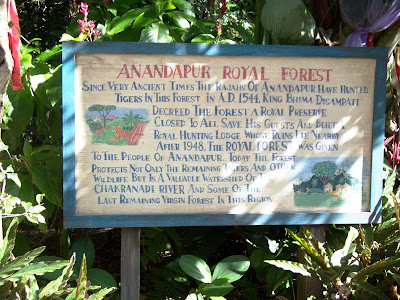 ANANDAPUR ROYAL FOREST
SINCE VERY ANCIENT TIMES THE RAJAHS OF ANANDAPUR HAVE HUNTED
TIGERS IN THIS FOREST. IN A.D. 1544, KING BHIMA DISAMPATI
DECREED THE FOREST A ROYAL PRESERVE
CLOSED TO ALL SAVE HIS GUESTS AND BUILT
ROYAL HUNTING LODGE WHOSE RUINS LIE NEARBY
AFTER 1948, THE ROYAL FOREST WAS GIVEN
TO THE PEOPLE OF ANANDAPUR. TODAY THE FOREST
PROTECTS NOT ONLY THE REMAINING TIGERS AND OTHER
WILDLIFE, BUT IS A VALUABLE WATERSHED OF THE
CHAKRANADI RIVER AND SOME OF THE
LAST REMAINING VIRGIN FOREST IN THIS REGION